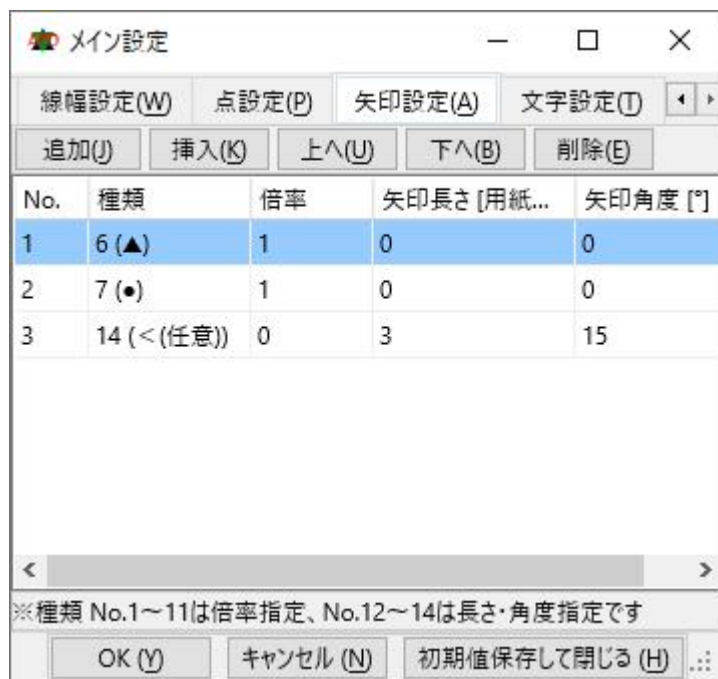 メイン設定
線幅設定(W) 点設定(P) 矢印設定(A) 文字設定(T)
追加(J) 挿入(K) 上へ(U) 下へ(B) 削除(E)
No. 種類 倍率 矢印長さ [用紙... 矢印角度 [°]
1 6 (▲) 1 0 0
2 7 (●) 1 0 0
3 14 (＜(任意)) 0 3 15
※種類 No.1～11は倍率指定、No.12～14は長さ・角度指定です
OK (Y) キャンセル (N) 初期値保存して閉じる (H)